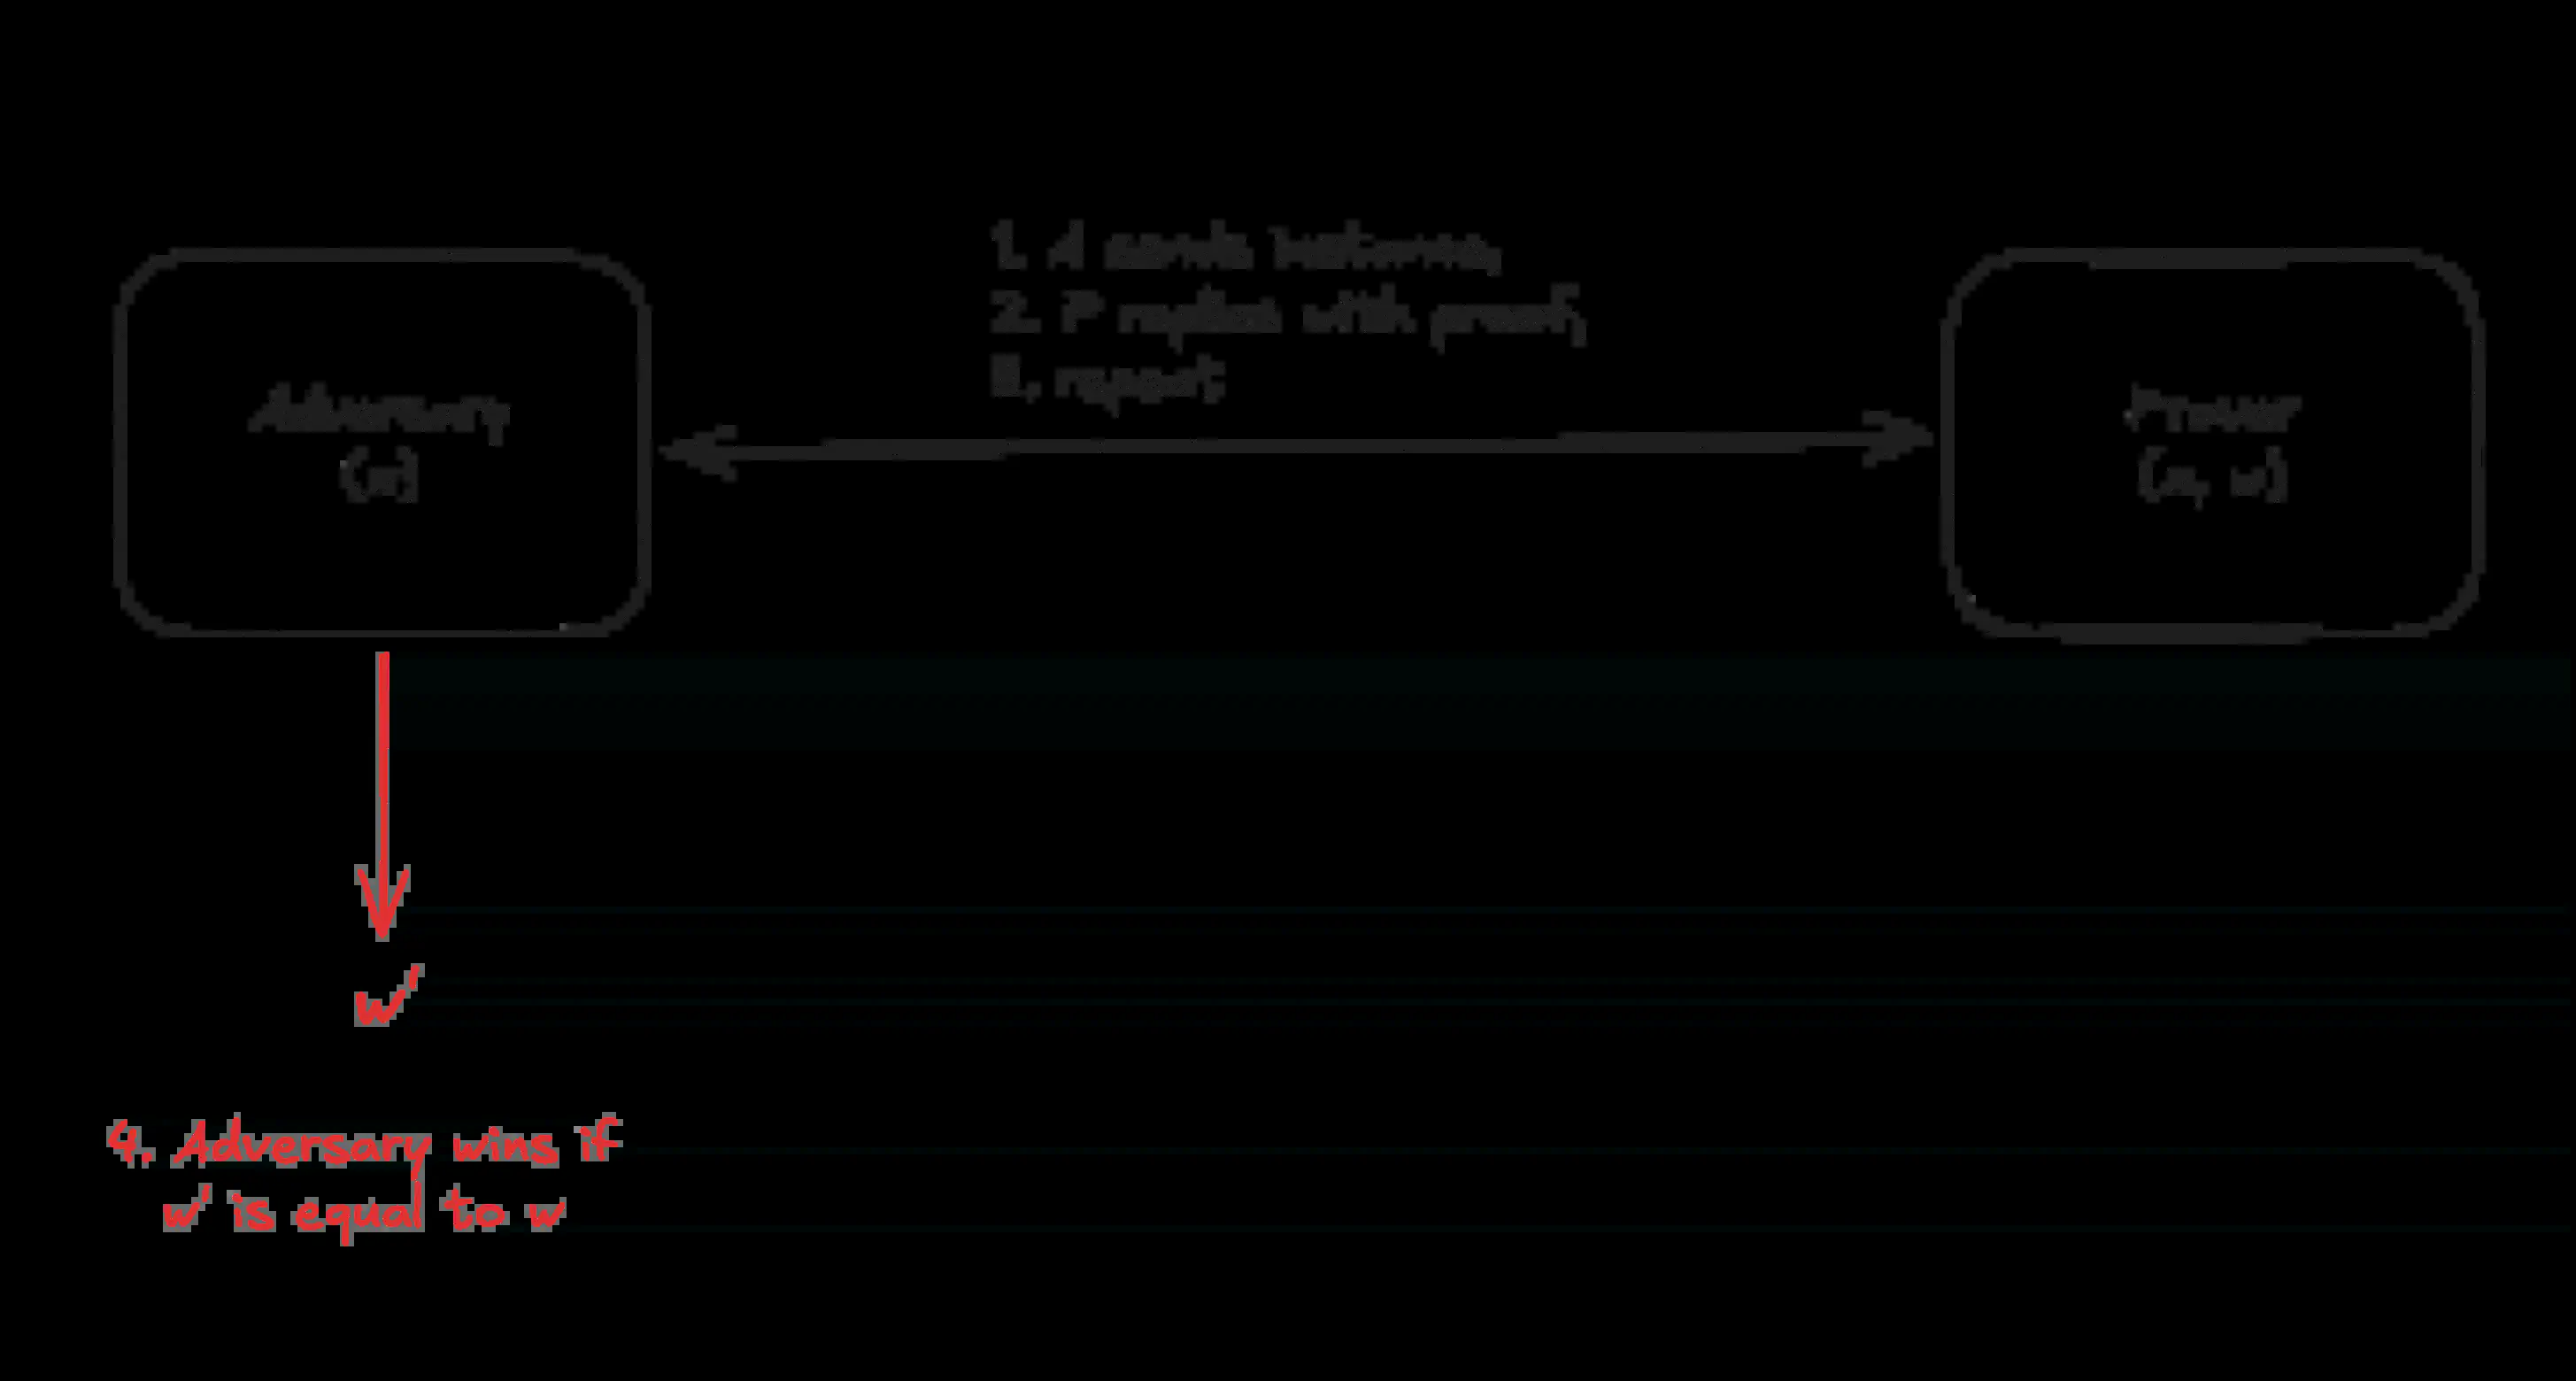 Adversary
(x)
1. A sends instance,
2. P replies with proof,
3. repeat
Prover
(x, w)
w'
4. Adversary wins if
w' is equal to w